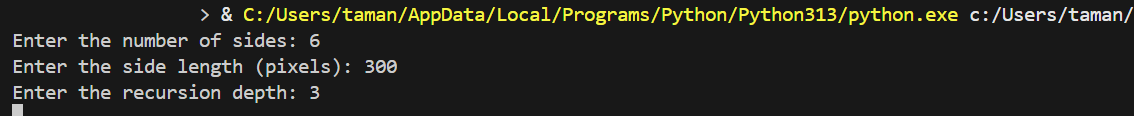 > & C:/Users/taman/AppData/Local/Programs/Python/Python313/python.exe c:/Users/taman/
Enter the number of sides: 6
Enter the side length (pixels): 300
Enter the recursion depth: 3